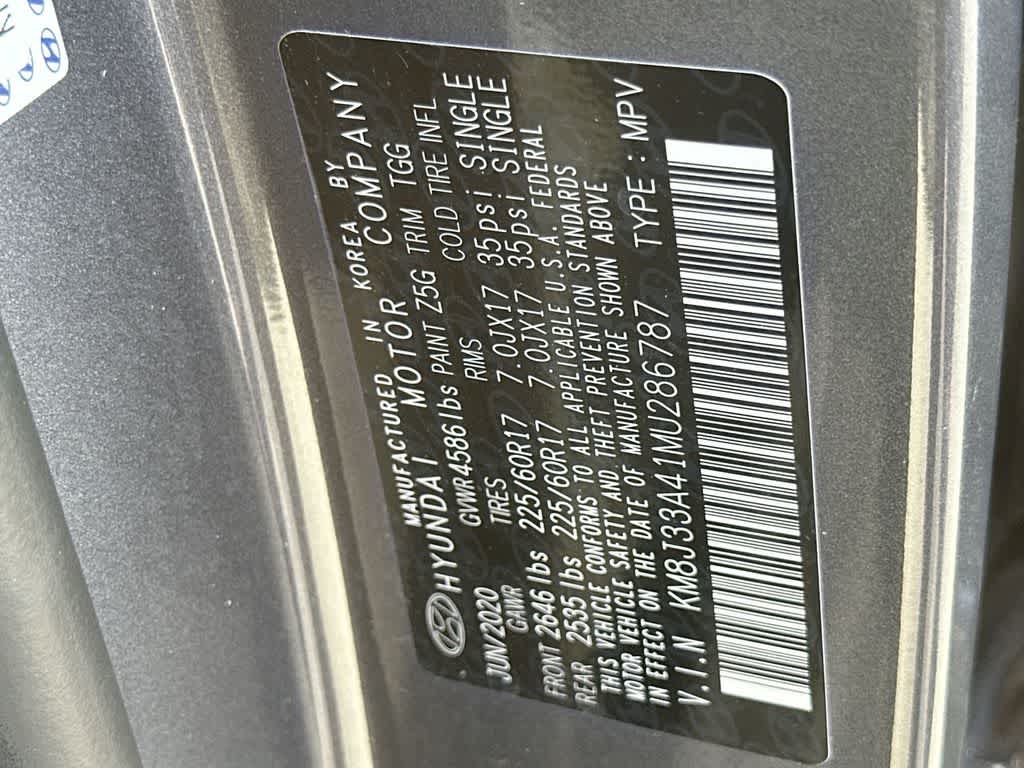 MANUFACTURED IN KOREA BY
HYUNDAI MOTOR COMPANY
JUN/2020 GVWR 4586lbs PAINT Z5G TRIM TGG
GAWR TIRES RIMS COLD TIRE INFL
FRONT 2646 lbs 225/60R17 7.0JX17 35psi SINGLE
REAR 2535 lbs 225/60R17 7.0JX17 35psi SINGLE
THIS VEHICLE CONFORMS TO ALL APPLICABLE U.S.A. FEDERAL
MOTOR VEHICLE SAFETY AND THEFT PREVENTION STANDARDS
IN EFFECT ON THE DATE OF MANUFACTURE SHOWN ABOVE
V.I.N KM8J33A41MU286787 TYPE : MPV